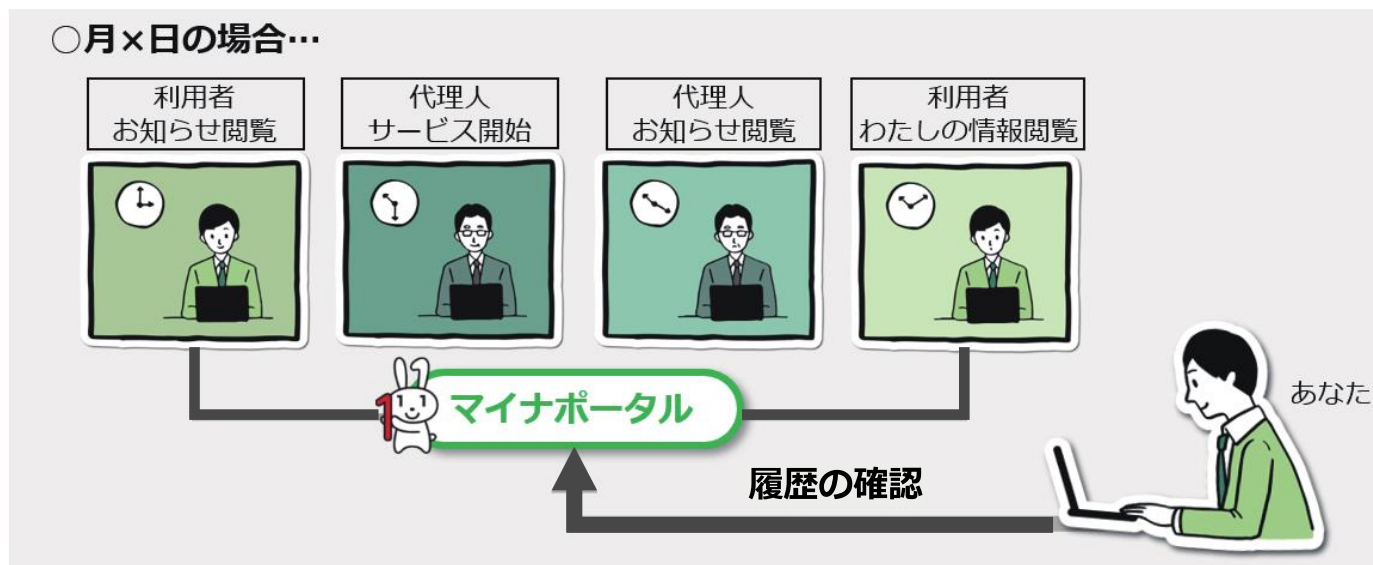 ○月×日の場合…
利用者
お知らせ閲覧
代理人
サービス開始
代理人
お知らせ閲覧
利用者
わたしの情報閲覧
1
マイナポータル
あなた
履歴の確認